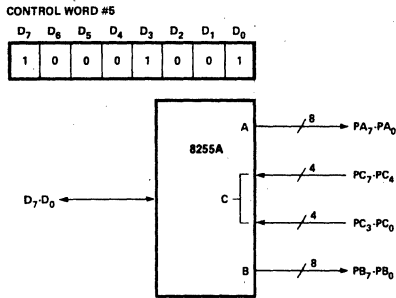 CONTROL WORD #5
D7 D6 D5 D4 D3 D2 D1 D0
1 0 0 0 1 0 0 1
8255A
A
8
PA7-PA0
4
PC7-PC4
D7-D0
C
4
PC3-PC0
B
8
PB7-PB0